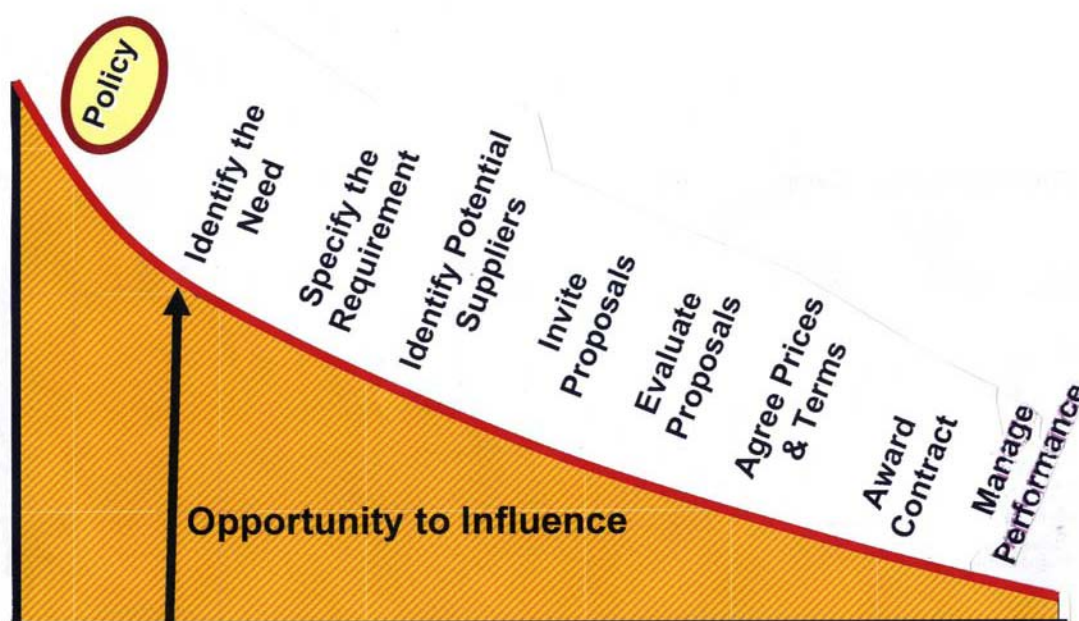 Policy
Identify the
Need
Specify the
Requirement
Identify Potential
Suppliers
Invite
Proposals
Evaluate
Proposals
Agree Prices
& Terms
Award
Contract
Manage
Performance
Opportunity to Influence